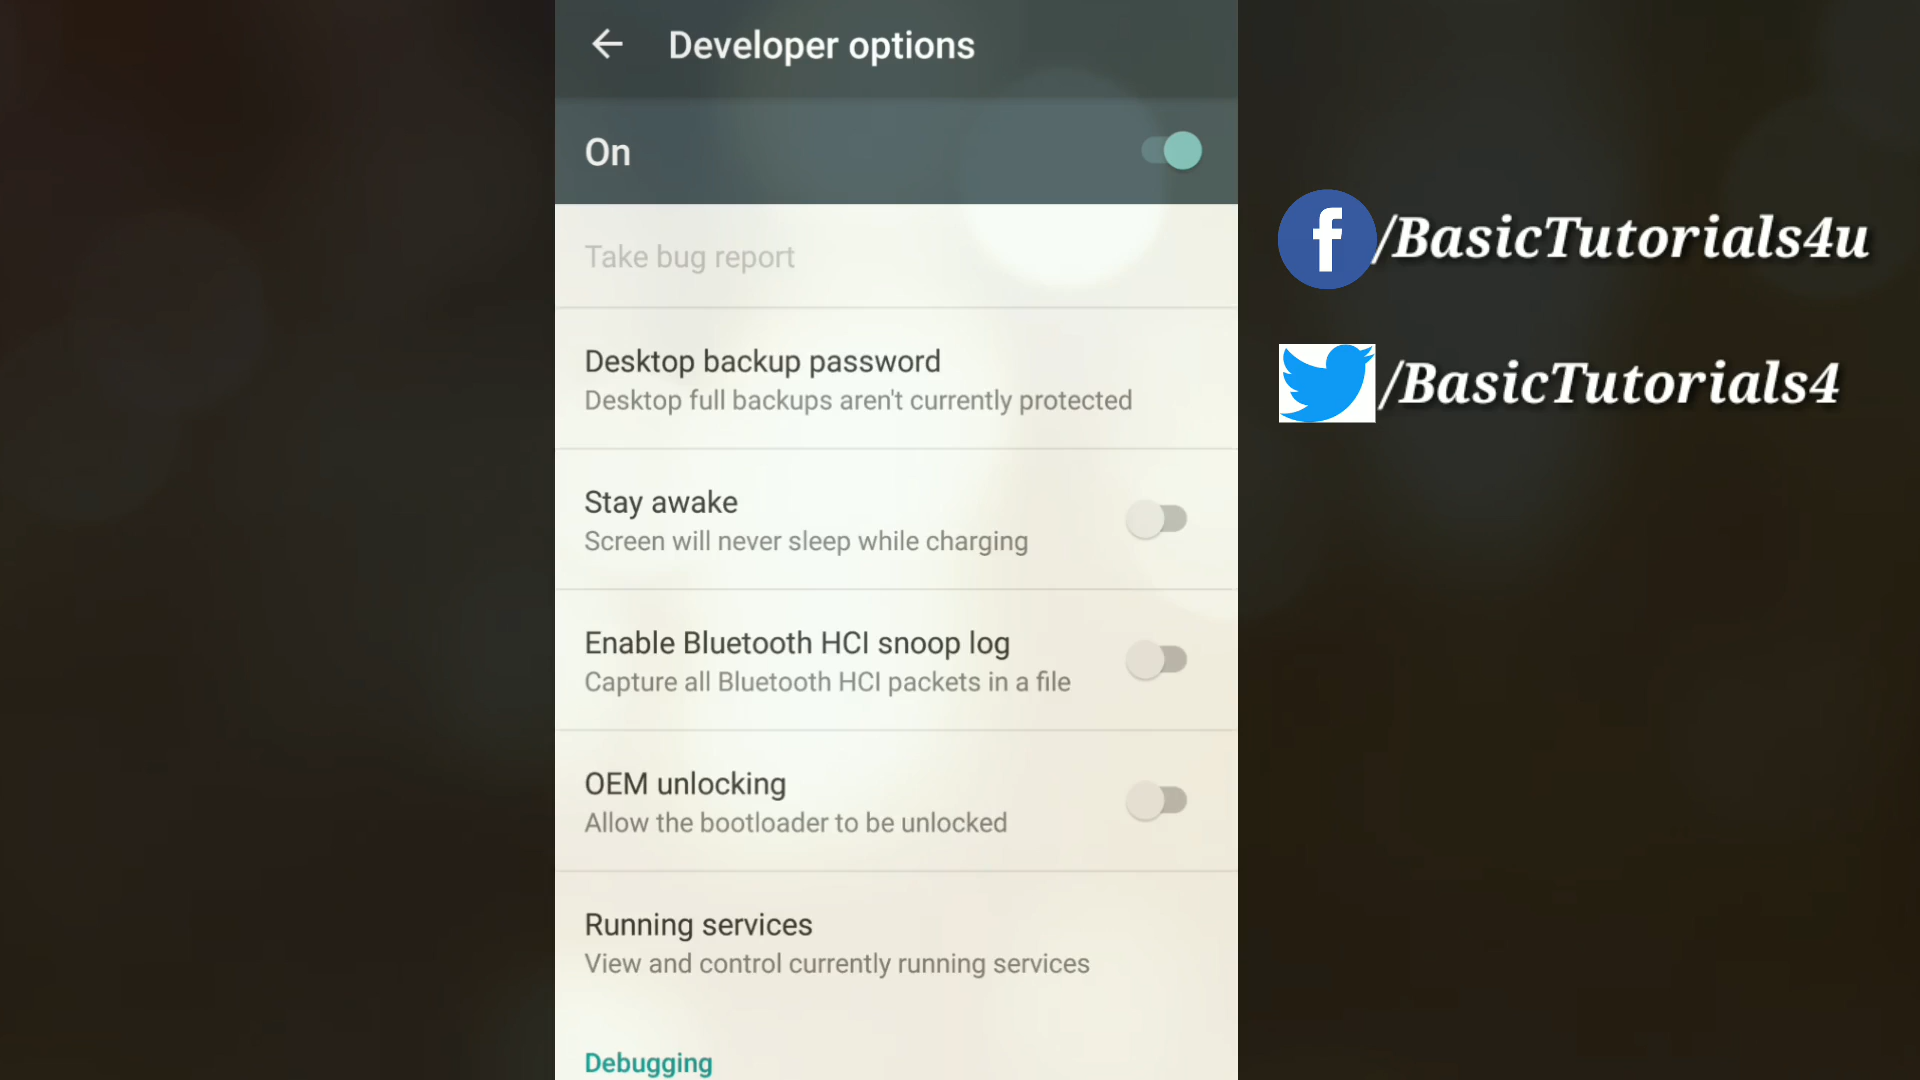 Developer options
On
Take bug report
Desktop backup password
Desktop full backups aren't currently protected
Stay awake
Screen will never sleep while charging
Enable Bluetooth HCI snoop log
Capture all Bluetooth HCI packets in a file
OEM unlocking
Allow the bootloader to be unlocked
Running services
View and control currently running services
Debugging
f/BasicTutorials4u
/BasicTutorials4